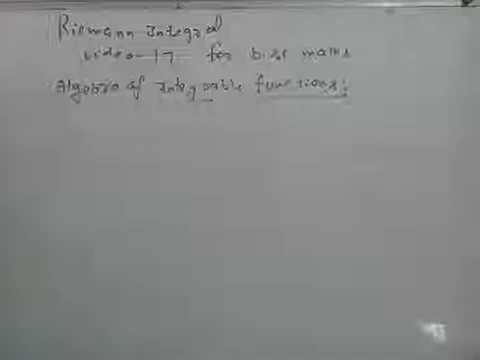 Riemann Integral
video-17 for b.sc maths
Algebra of integrable functions: